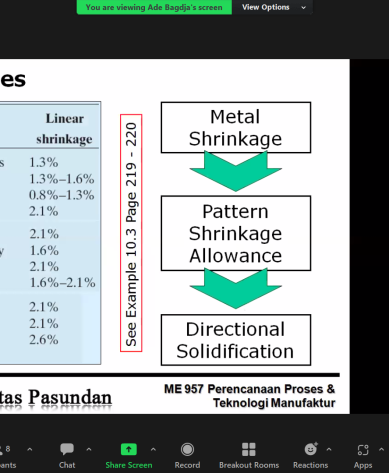 You are viewing Ade Bagdja's screen
View Options
es
Linear
shrinkage
s 1.3%
1.3%–1.6%
0.8%–1.3%
2.1%
2.1%
y 1.6%
2.1%
1.6%–2.1%
2.1%
2.1%
2.6%
See Example 10.3 Page 219 - 220
Metal
Shrinkage
Pattern
Shrinkage
Allowance
Directional
Solidification
tas Pasundan
ME 957 Perencanaan Proses &
Teknologi Manufaktur
8
ants
Chat
Share Screen
Record
Breakout Rooms
Reactions
Apps